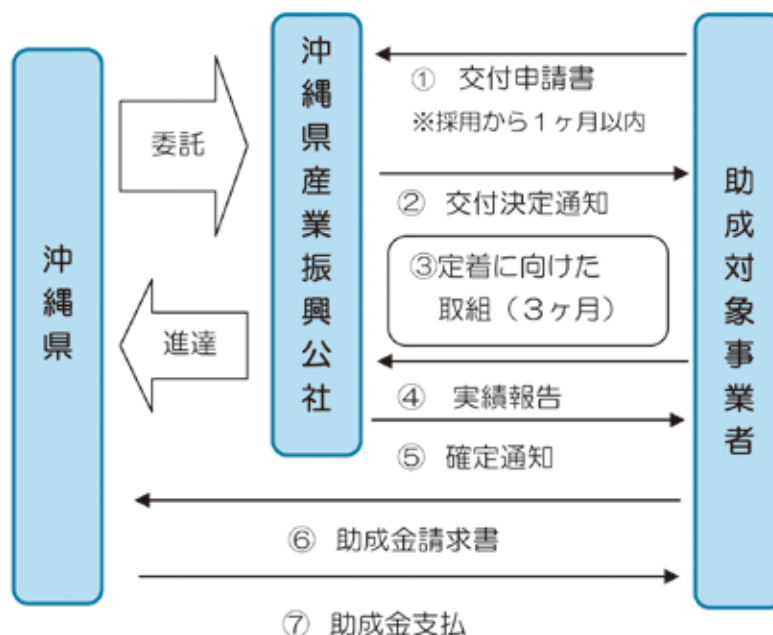 沖縄県
委託
進達
沖縄県産業振興公社
① 交付申請書
※採用から１ヶ月以内
② 交付決定通知
③定着に向けた
取組（３ヶ月）
④ 実績報告
⑤ 確定通知
⑥ 助成金請求書
⑦ 助成金支払
助成対象事業者